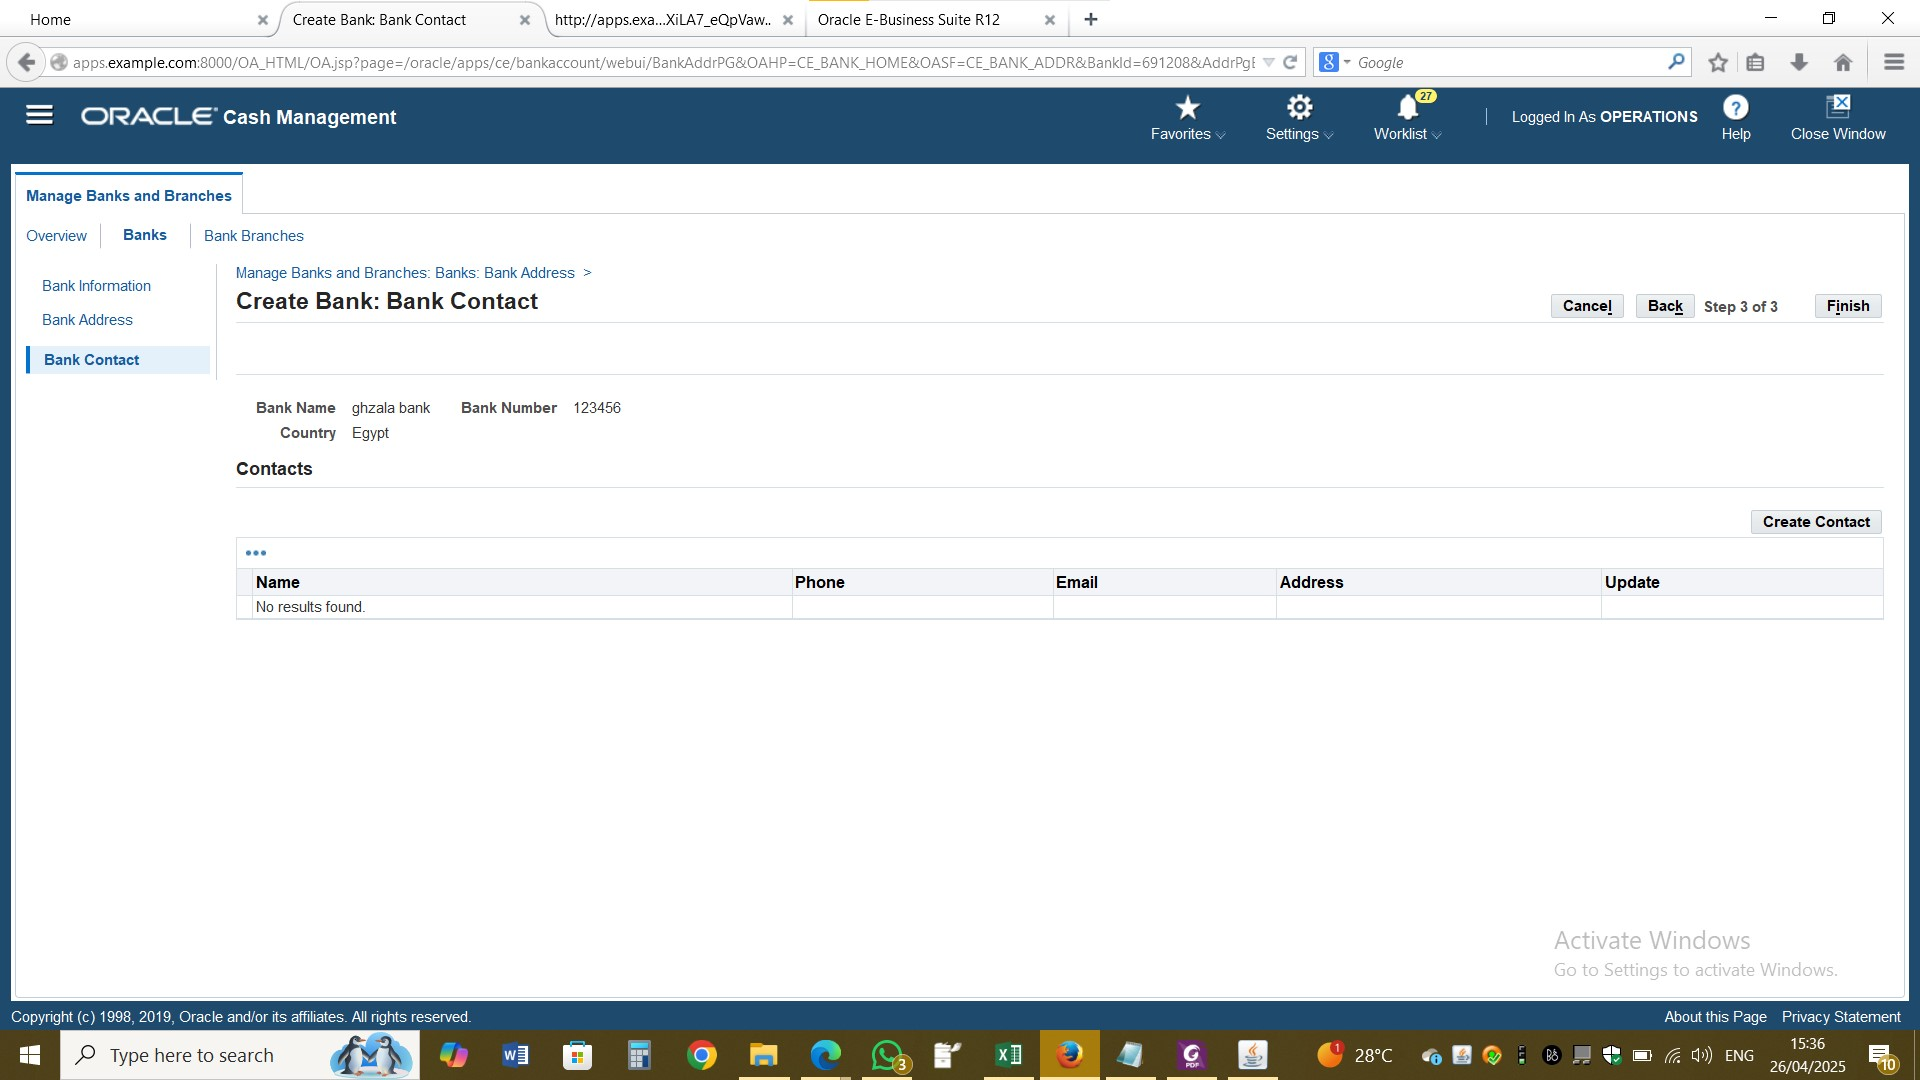 Home
Create Bank: Bank Contact
http://apps.exa...XiLA7_eQpVaw..
Oracle E-Business Suite R12
apps.example.com:8000/OA_HTML/OA.jsp?page=/oracle/apps/ce/bankaccount/webui/BankAddrPG&OAHP=CE_BANK_HOME&OASF=CE_BANK_ADDR&BankId=691208&AddrPgE
Google
ORACLE Cash Management
Favorites
Settings
27
Worklist
Logged In As OPERATIONS
Help
Close Window
Manage Banks and Branches
Overview
Banks
Bank Branches
Bank Information
Bank Address
Bank Contact
Manage Banks and Branches: Banks: Bank Address >
Create Bank: Bank Contact
Cancel
Back
Step 3 of 3
Finish
Bank Name ghzala bank
Bank Number 123456
Country Egypt
Contacts
Create Contact
Name Phone Email Address Update
No results found.
Activate Windows
Go to Settings to activate Windows.
Copyright (c) 1998, 2019, Oracle and/or its affiliates. All rights reserved.
About this Page
Privacy Statement
Type here to search
3
1
28°C
ENG
15:36
26/04/2025
10